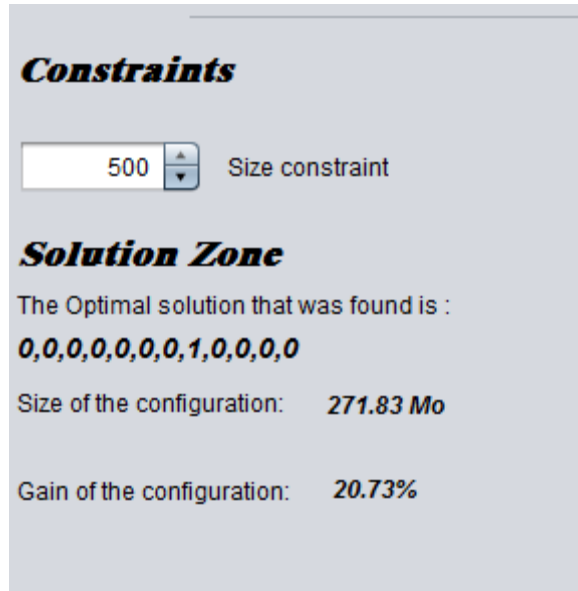 Constraints
500 Size constraint
Solution Zone
The Optimal solution that was found is :
0,0,0,0,0,0,0,1,0,0,0,0
Size of the configuration: 271.83 Mo
Gain of the configuration: 20.73%